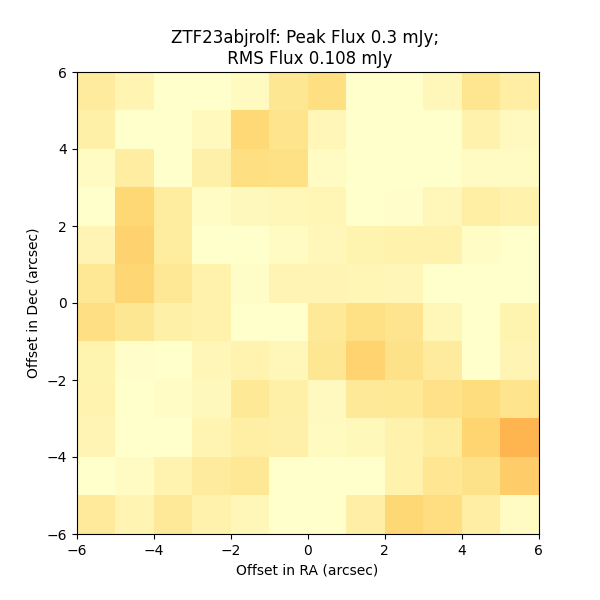 ZTF23abjrolf: Peak Flux 0.3 mJy;
RMS Flux 0.108 mJy
6
4
2
0
−2
−4
−6
Offset in Dec (arcsec)
−6 −4 −2 0 2 4 6
Offset in RA (arcsec)